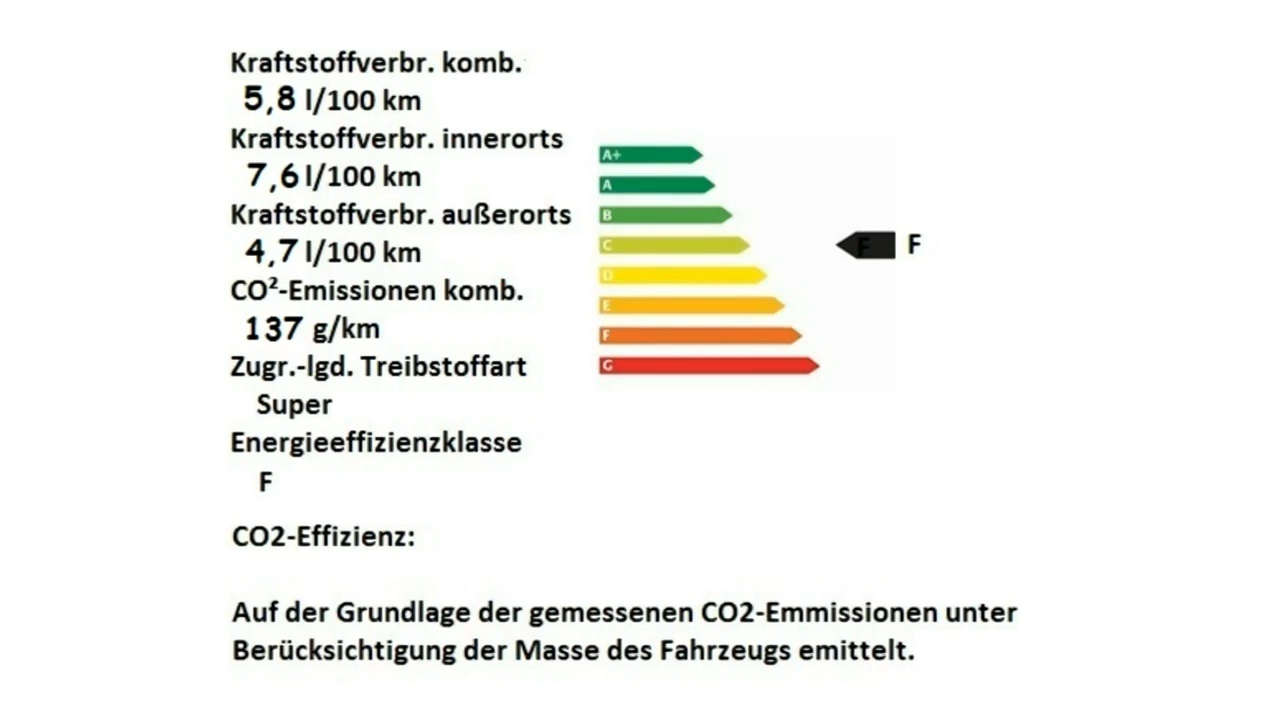 Kraftstoffverbr. komb.
5,8 l/100 km
Kraftstoffverbr. innerorts
7,6 l/100 km
Kraftstoffverbr. außerorts
4,7 l/100 km
CO²-Emissionen komb.
137 g/km
Zugr.-lgd. Treibstoffart
Super
Energieeffizienzklasse
F
A+
A
B
C
D
E
F
G
F F
CO2-Effizienz:
Auf der Grundlage der gemessenen CO2-Emmissionen unter
Berücksichtigung der Masse des Fahrzeugs emittelt.